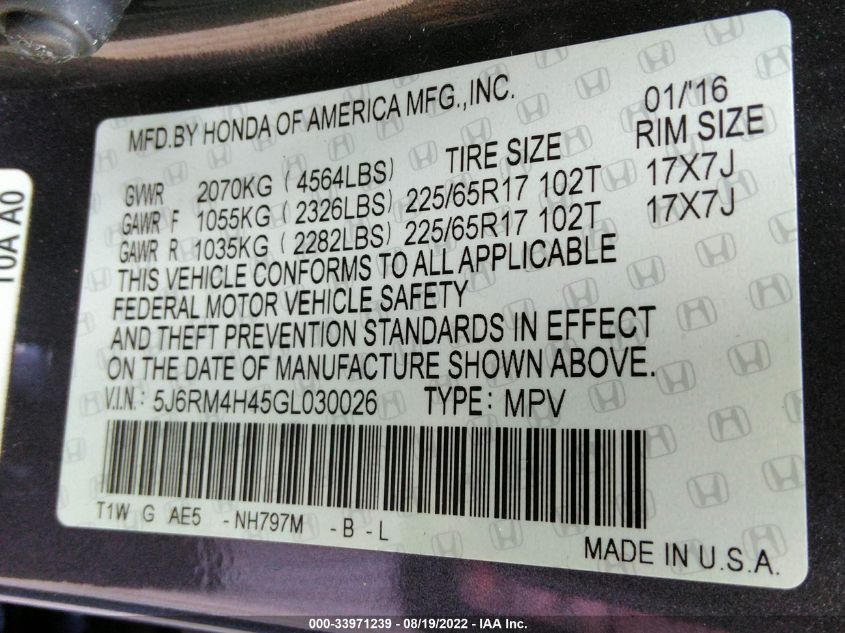 MFD.BY HONDA OF AMERICA MFG.,INC. 01/'16
TIRE SIZE RIM SIZE
GVWR 2070KG (4564LBS)
GAWR F 1055KG (2326LBS) 225/65R17 102T 17X7J
GAWR R 1035KG (2282LBS) 225/65R17 102T 17X7J
THIS VEHICLE CONFORMS TO ALL APPLICABLE
FEDERAL MOTOR VEHICLE SAFETY
AND THEFT PREVENTION STANDARDS IN EFFECT
ON THE DATE OF MANUFACTURE SHOWN ABOVE.
V.I.N.: 5J6RM4H45GL030026 TYPE: MPV
T1W G AE5 -NH797M -B -L
MADE IN U.S.A.
000-33971239 - 08/19/2022 - IAA Inc.